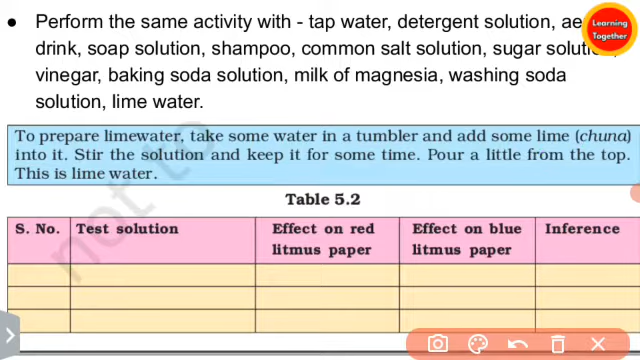 ● Perform the same activity with - tap water, detergent solution,
drink, soap solution, shampoo, common salt solution, sugar
vinegar, baking soda solution, milk of magnesia, washing soda
solution, lime water.
Learning
Together
To prepare limewater, take some water in a tumbler and add some lime (chuna)
into it. Stir the solution and keep it for some time. Pour a little from the top.
This is lime water.
Table 5.2
S. No. Test solution Effect on red litmus paper Effect on blue litmus paper Inference
not to